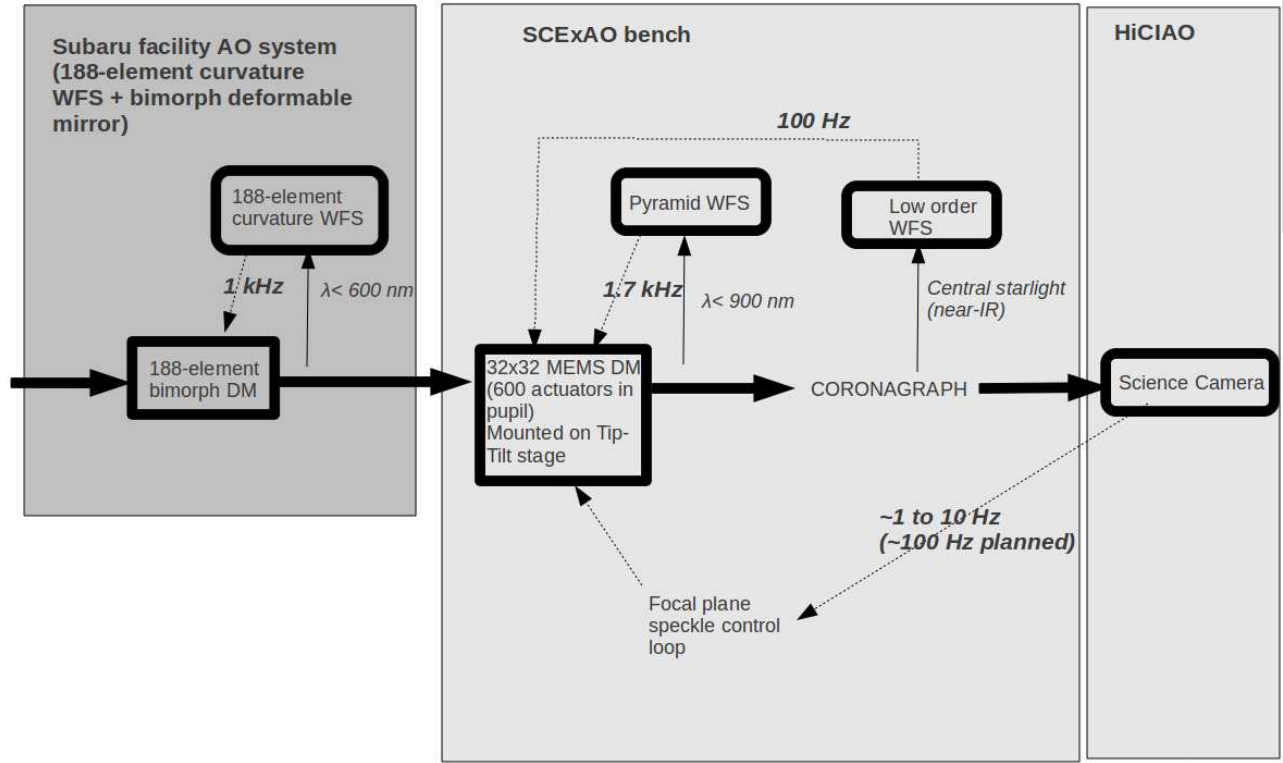 Subaru facility AO system
(188-element curvature
WFS + bimorph deformable
mirror)
188-element
curvature WFS
1 kHz
λ< 600 nm
188-element
bimorph DM
SCExAO bench
100 Hz
Pyramid WFS
Low order
WFS
1.7 kHz
λ< 900 nm
Central starlight
(near-IR)
32x32 MEMS DM
(600 actuators in
pupil)
Mounted on Tip-
Tilt stage
CORONAGRAPH
~1 to 10 Hz
(~100 Hz planned)
Focal plane
speckle control
loop
HiCIAO
Science Camera